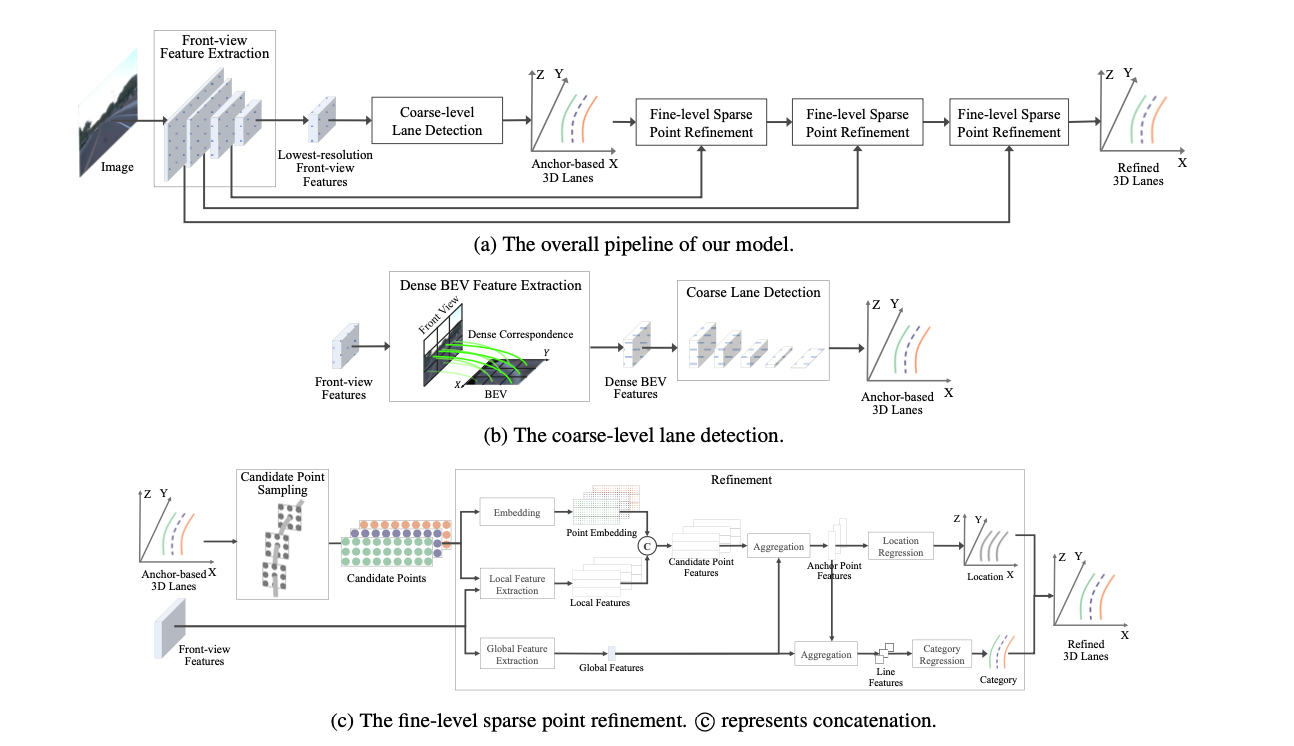 Front-view
Feature Extraction
Image
Lowest-resolution
Front-view
Features
Coarse-level
Lane Detection
Z Y
X
Anchor-based
3D Lanes
Fine-level Sparse
Point Refinement
Fine-level Sparse
Point Refinement
Fine-level Sparse
Point Refinement
Z Y
X
Refined
3D Lanes
(a) The overall pipeline of our model.
Front-view
Features
Dense BEV Feature Extraction
Front View
Dense Correspondence
Y
X
BEV
Dense BEV
Features
Coarse Lane Detection
Z Y
X
Anchor-based
3D Lanes
(b) The coarse-level lane detection.
Z Y
X
Anchor-based
3D Lanes
Front-view
Features
Candidate Point
Sampling
Candidate Points
Refinement
Embedding
Point Embedding
Local Feature
Extraction
Local Features
Global Feature
Extraction
Global Features
C
Candidate Point
Features
Aggregation
Anchor Point
Features
Location
Regression
Z Y
Location X
Aggregation
Line
Features
Category
Regression
Category
Z Y
X
Refined
3D Lanes
(c) The fine-level sparse point refinement. ⓒ represents concatenation.